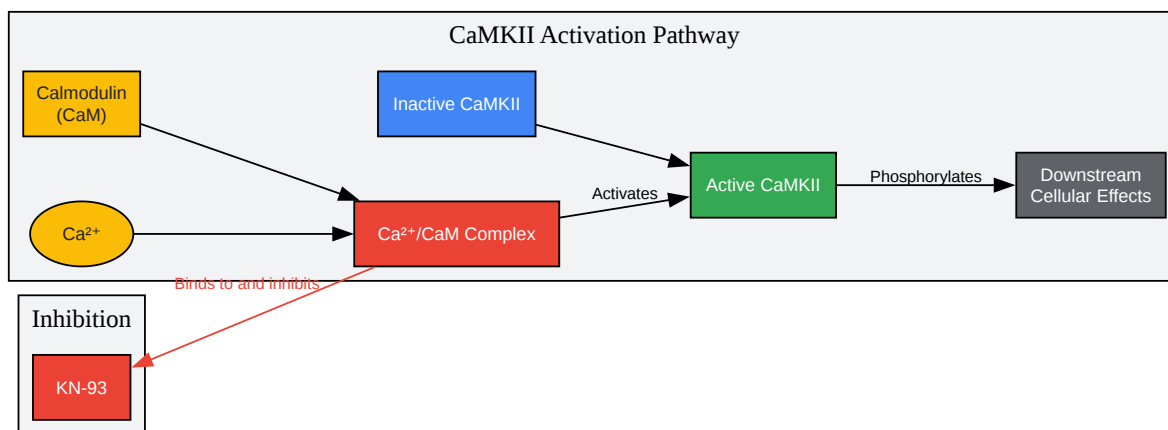 CaMKII Activation Pathway
Calmodulin
(CaM)
Inactive CaMKII
Active CaMKII
Phosphorylates
Downstream
Cellular Effects
Activates
Ca²⁺
Ca²⁺/CaM Complex
Binds to and inhibits
Inhibition
KN-93